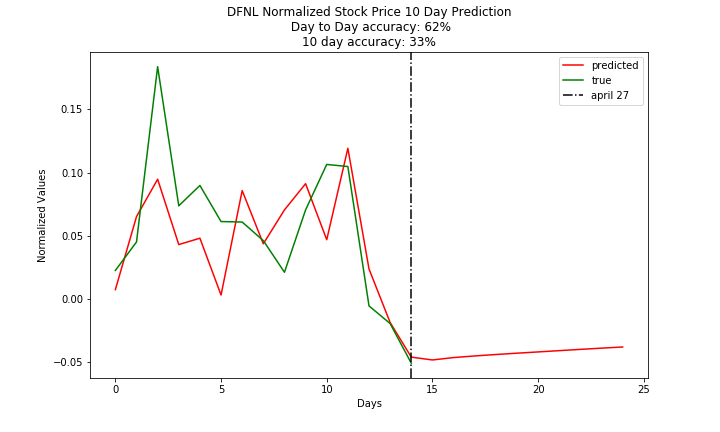 DFNL Normalized Stock Price 10 Day Prediction
Day to Day accuracy: 62%
10 day accuracy: 33%
predicted
true
april 27
0.15
0.10
0.05
0.00
−0.05
Normalized Values
0
5
10
15
20
25
Days